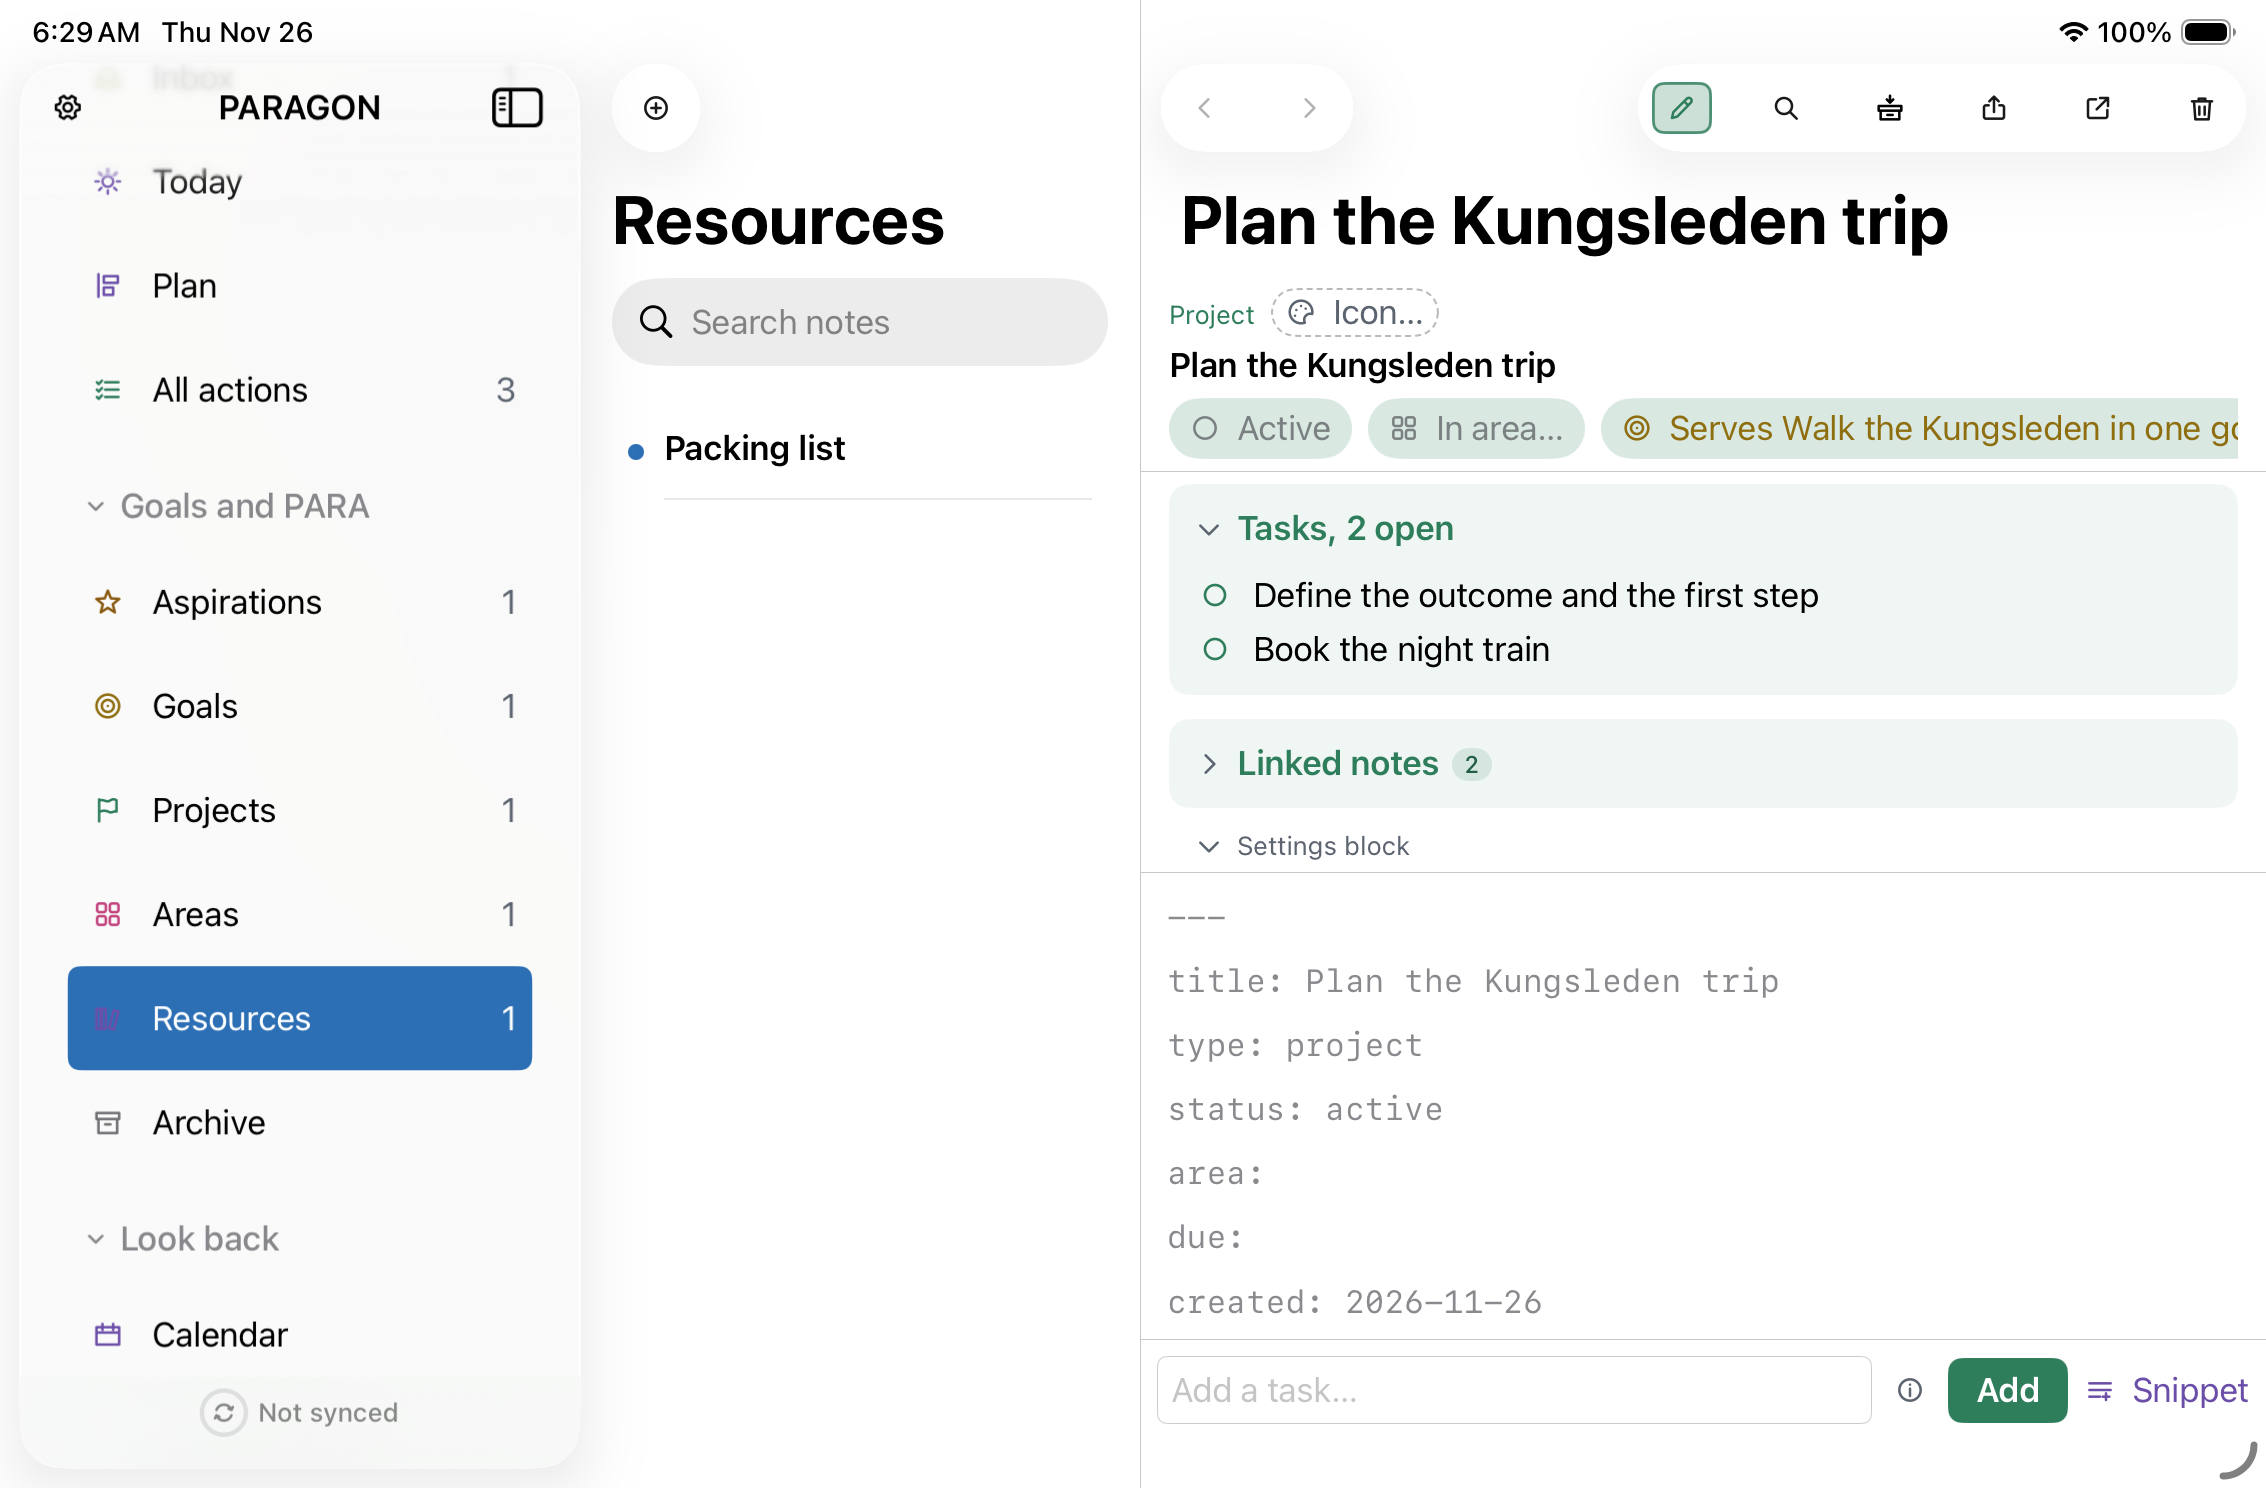 6:29 AM Thu Nov 26
100%
Inbox 1
PARAGON
Today
Plan
All actions 3
Goals and PARA
Aspirations 1
Goals 1
Projects 1
Areas 1
Resources 1
Archive
Look back
Calendar
Not synced
Resources
Search notes
Packing list
Plan the Kungsleden trip
Project Icon...
Plan the Kungsleden trip
Active In area... Serves Walk the Kungsleden in one
Tasks, 2 open
Define the outcome and the first step
Book the night train
Linked notes 2
Settings block
---
title: Plan the Kungsleden trip
type: project
status: active
area:
due:
created: 2026-11-26
Add a task... Add Snippet